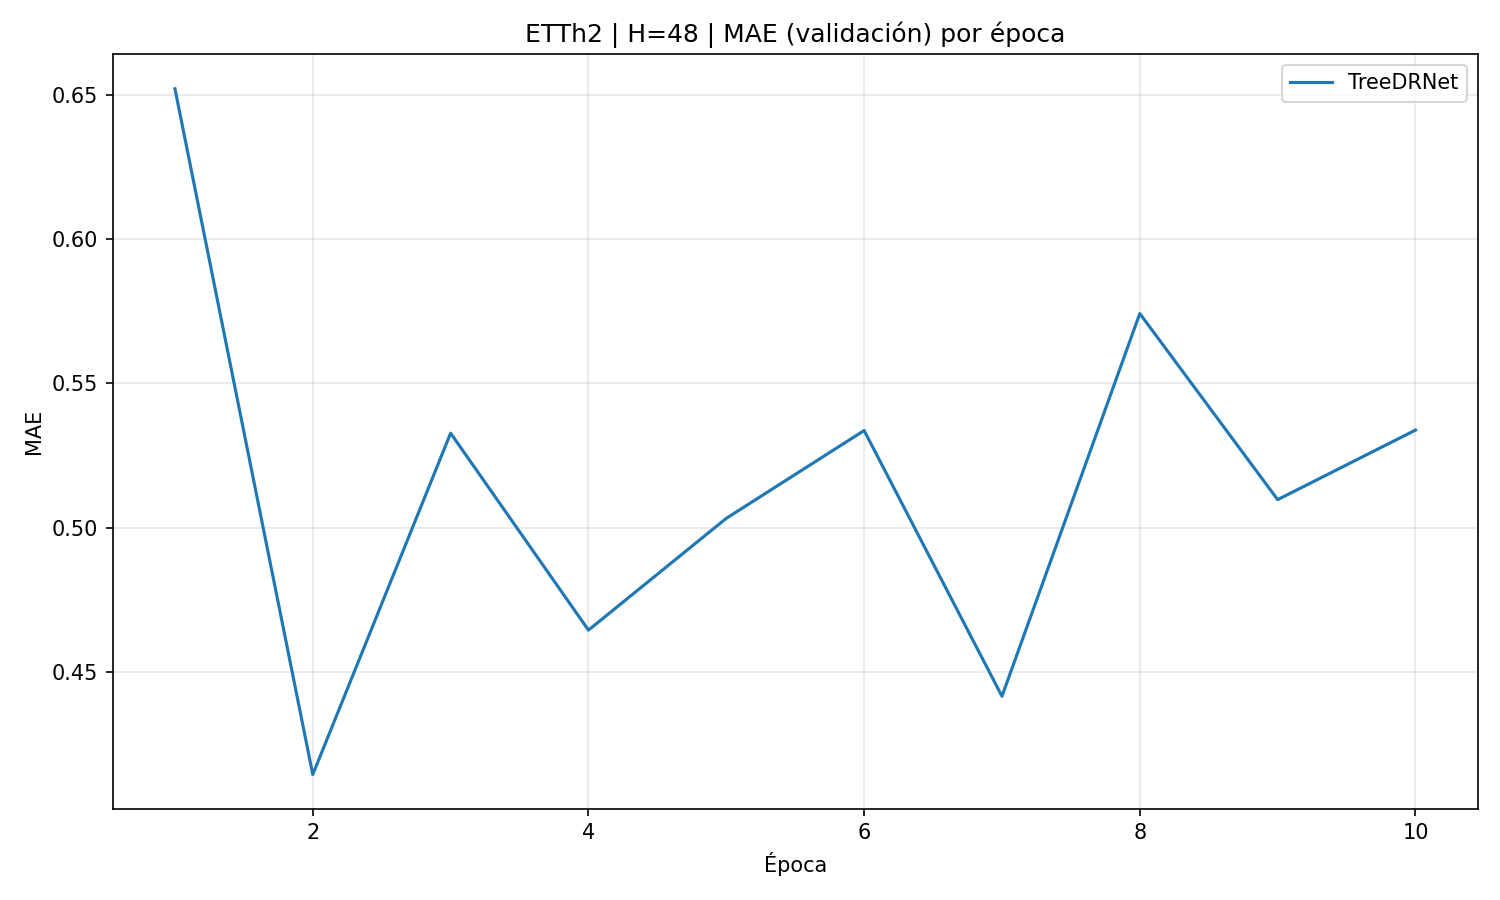 ETTh2 | H=48 | MAE (validación) por época
TreeDRNet
0.65
0.60
0.55
0.50
0.45
MAE
2
4
6
8
10
Época